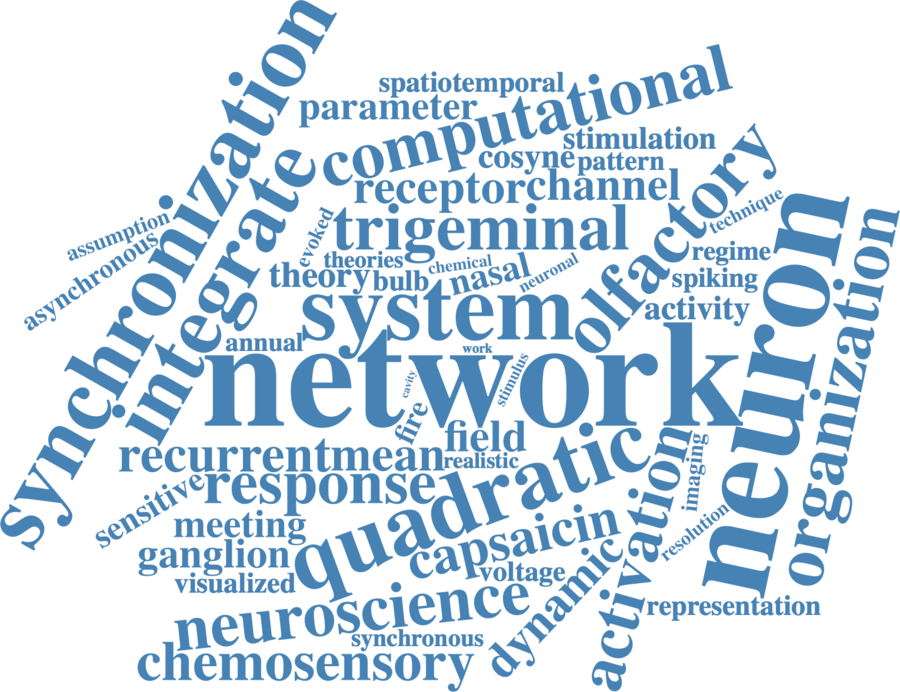 synchronization
spatiotemporal
parameter
computational
stimulation
cosyne
pattern
receptor
channel
integrate
olfactory
technique
assumption
asynchronous
evoked
trigeminal
theories
theory
bulb
chemical
nasal
neuronal
regime
spiking
activity
neuron
organization
system
annual
work
network
cavity
stimulus
fire
field
recurrent
mean
realistic
imaging
sensitive
response
quadratic
activation
resolution
meeting
ganglion
visualized
capsaicin
voltage
dynamic
representation
neuroscience
synchronous
chemosensory